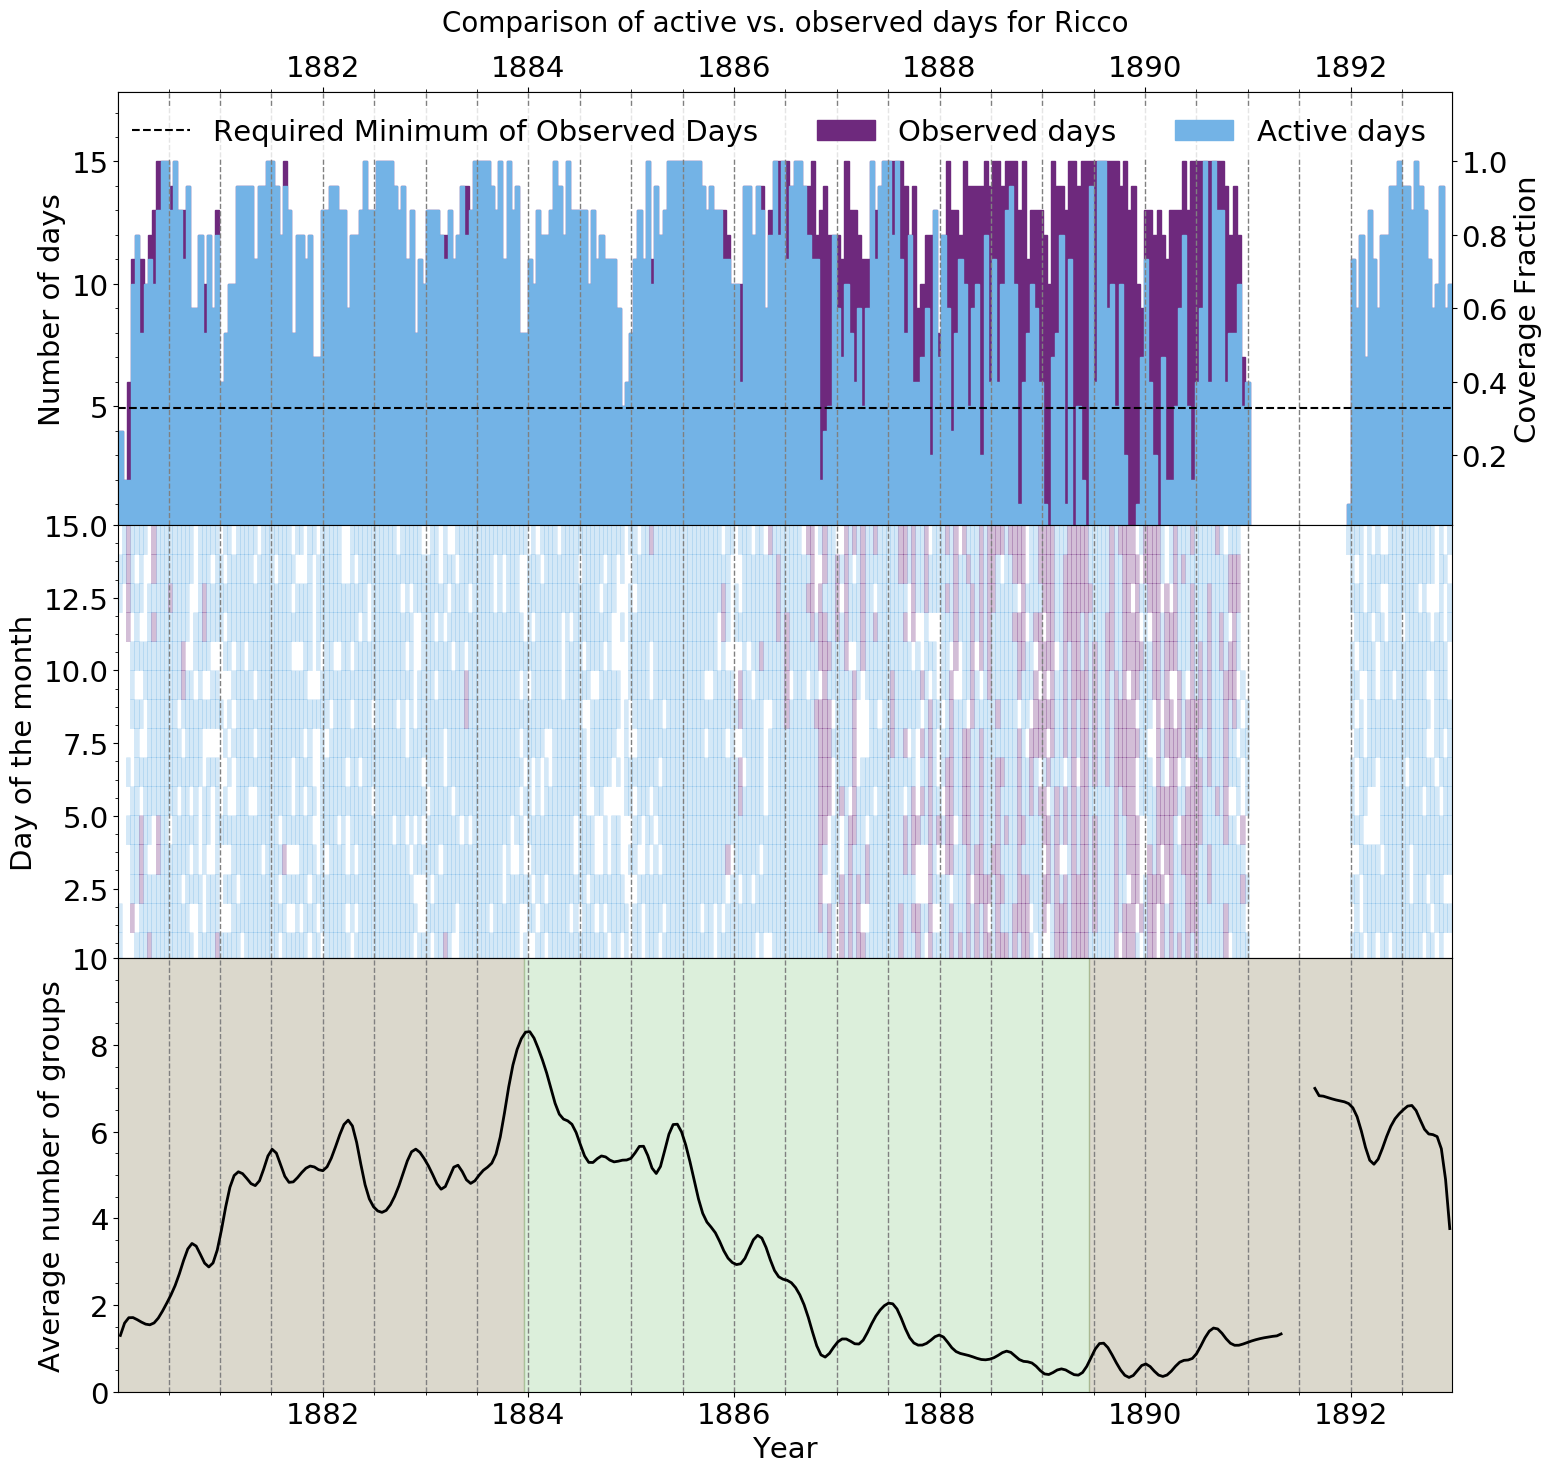 Comparison of active vs. observed days for Ricco
1882 1884 1886 1888 1890 1892
Required Minimum of Observed Days Observed days Active days
Number of days
15
10
5
Coverage Fraction
1.0
0.8
0.6
0.4
0.2
Day of the month
15.0
12.5
10.0
7.5
5.0
2.5
Average number of groups
10
8
6
4
2
0
1882 1884 1886 1888 1890 1892
Year